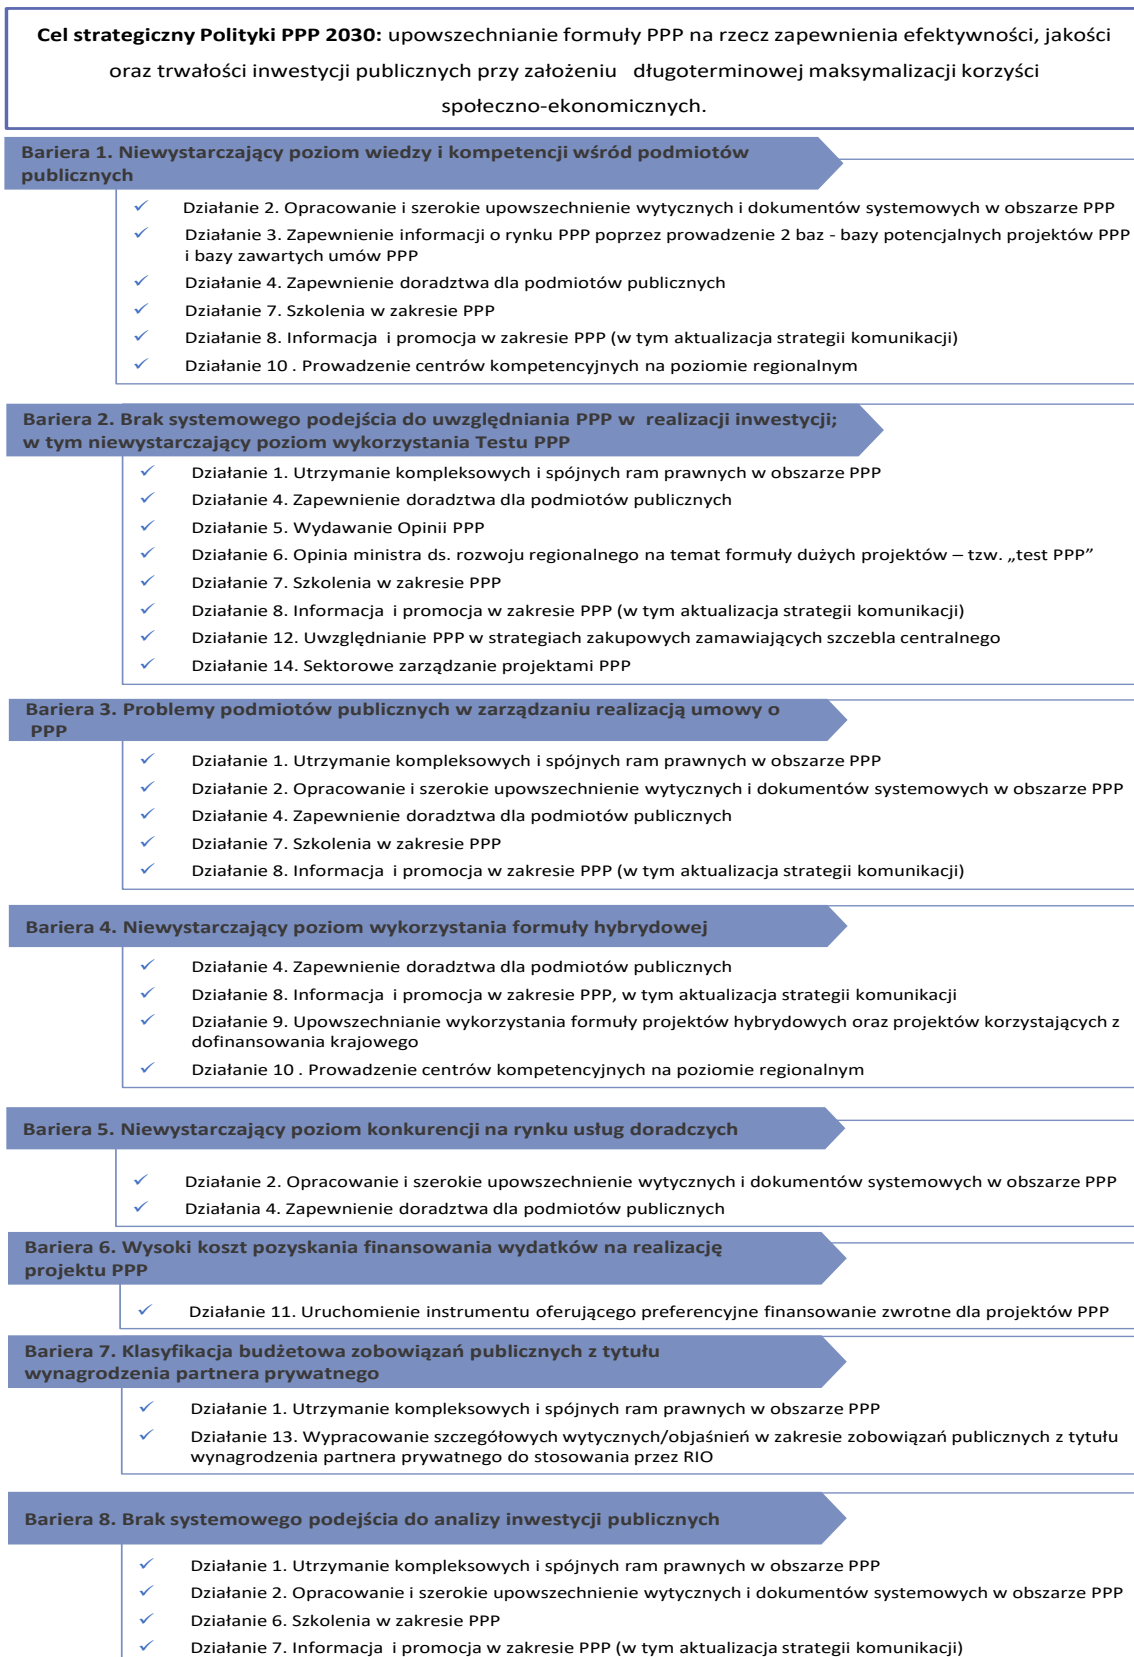 Cel strategiczny Polityki PPP 2030: upowszechnianie formuły PPP na rzecz zapewnienia efektywności, jakości
oraz trwałości inwestycji publicznych przy założeniu długoterminowej maksymalizacji korzyści
społeczno-ekonomicznych.
Bariera 1. Niewystarczający poziom wiedzy i kompetencji wśród podmiotów
publicznych
✓ Działanie 2. Opracowanie i szerokie upowszechnienie wytycznych i dokumentów systemowych w obszarze PPP
✓ Działanie 3. Zapewnienie informacji o rynku PPP poprzez prowadzenie 2 baz - bazy potencjalnych projektów PPP
i bazy zawartych umów PPP
✓ Działanie 4. Zapewnienie doradztwa dla podmiotów publicznych
✓ Działanie 7. Szkolenia w zakresie PPP
✓ Działanie 8. Informacja i promocja w zakresie PPP (w tym aktualizacja strategii komunikacji)
✓ Działanie 10 . Prowadzenie centrów kompetencyjnych na poziomie regionalnym
Bariera 2. Brak systemowego podejścia do uwzględniania PPP w realizacji inwestycji;
w tym niewystarczający poziom wykorzystania Testu PPP
✓ Działanie 1. Utrzymanie kompleksowych i spójnych ram prawnych w obszarze PPP
✓ Działanie 4. Zapewnienie doradztwa dla podmiotów publicznych
✓ Działanie 5. Wydawanie Opinii PPP
✓ Działanie 6. Opinia ministra ds. rozwoju regionalnego na temat formuły dużych projektów – tzw. „test PPP”
✓ Działanie 7. Szkolenia w zakresie PPP
✓ Działanie 8. Informacja i promocja w zakresie PPP (w tym aktualizacja strategii komunikacji)
✓ Działanie 12. Uwzględnianie PPP w strategiach zakupowych zamawiających szczebla centralnego
✓ Działanie 14. Sektorowe zarządzanie projektami PPP
Bariera 3. Problemy podmiotów publicznych w zarządzaniu realizacją umowy o
PPP
✓ Działanie 1. Utrzymanie kompleksowych i spójnych ram prawnych w obszarze PPP
✓ Działanie 2. Opracowanie i szerokie upowszechnienie wytycznych i dokumentów systemowych w obszarze PPP
✓ Działanie 4. Zapewnienie doradztwa dla podmiotów publicznych
✓ Działanie 7. Szkolenia w zakresie PPP
✓ Działanie 8. Informacja i promocja w zakresie PPP (w tym aktualizacja strategii komunikacji)
Bariera 4. Niewystarczający poziom wykorzystania formuły hybrydowej
✓ Działanie 4. Zapewnienie doradztwa dla podmiotów publicznych
✓ Działanie 8. Informacja i promocja w zakresie PPP, w tym aktualizacja strategii komunikacji
✓ Działanie 9. Upowszechnianie wykorzystania formuły projektów hybrydowych oraz projektów korzystających z
dofinansowania krajowego
✓ Działanie 10 . Prowadzenie centrów kompetencyjnych na poziomie regionalnym
Bariera 5. Niewystarczający poziom konkurencji na rynku usług doradczych
✓ Działanie 2. Opracowanie i szerokie upowszechnienie wytycznych i dokumentów systemowych w obszarze PPP
✓ Działania 4. Zapewnienie doradztwa dla podmiotów publicznych
Bariera 6. Wysoki koszt pozyskania finansowania wydatków na realizację
projektu PPP
✓ Działanie 11. Uruchomienie instrumentu oferującego preferencyjne finansowanie zwrotne dla projektów PPP
Bariera 7. Klasyfikacja budżetowa zobowiązań publicznych z tytułu
wynagrodzenia partnera prywatnego
✓ Działanie 1. Utrzymanie kompleksowych i spójnych ram prawnych w obszarze PPP
✓ Działanie 13. Wypracowanie szczegółowych wytycznych/objaśnień w zakresie zobowiązań publicznych z tytułu
wynagrodzenia partnera prywatnego do stosowania przez RIO
Bariera 8. Brak systemowego podejścia do analizy inwestycji publicznych
✓ Działanie 1. Utrzymanie kompleksowych i spójnych ram prawnych w obszarze PPP
✓ Działanie 2. Opracowanie i szerokie upowszechnienie wytycznych i dokumentów systemowych w obszarze PPP
✓ Działanie 6. Szkolenia w zakresie PPP
✓ Działanie 7. Informacja i promocja w zakresie PPP (w tym aktualizacja strategii komunikacji)